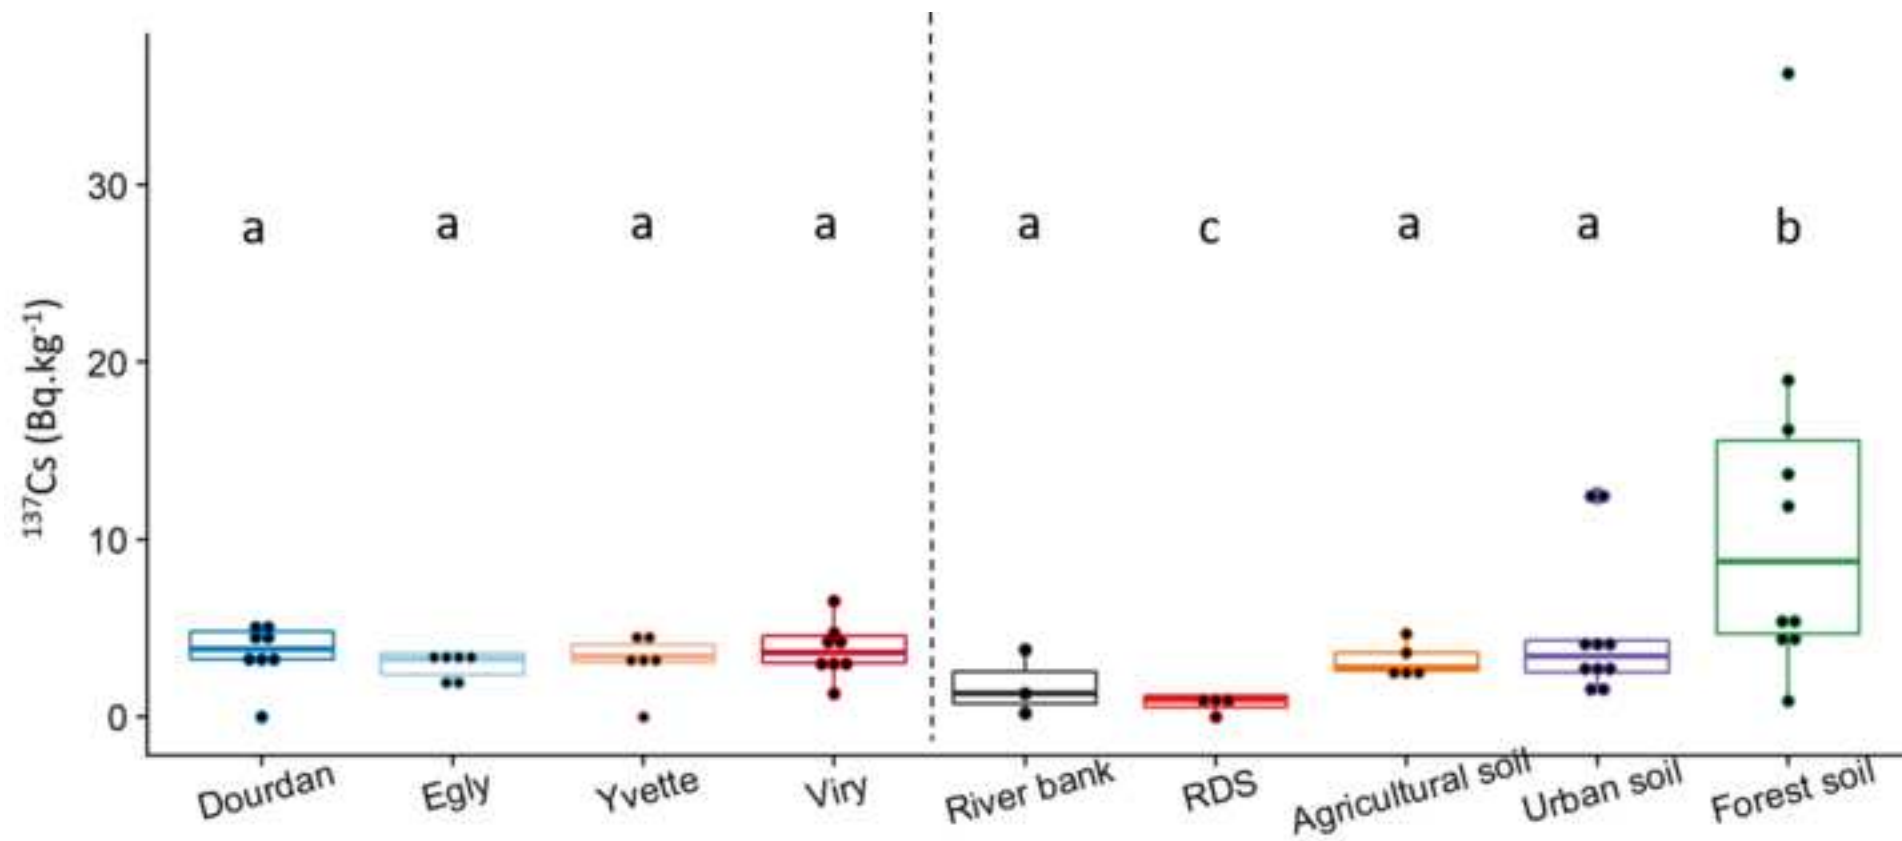 30
a a a a a c a a b
20
¹³⁷Cs (Bq.kg⁻¹)
10
0
Dourdan Egly Yvette Viry River bank RDS Agricultural soil Urban soil Forest soil